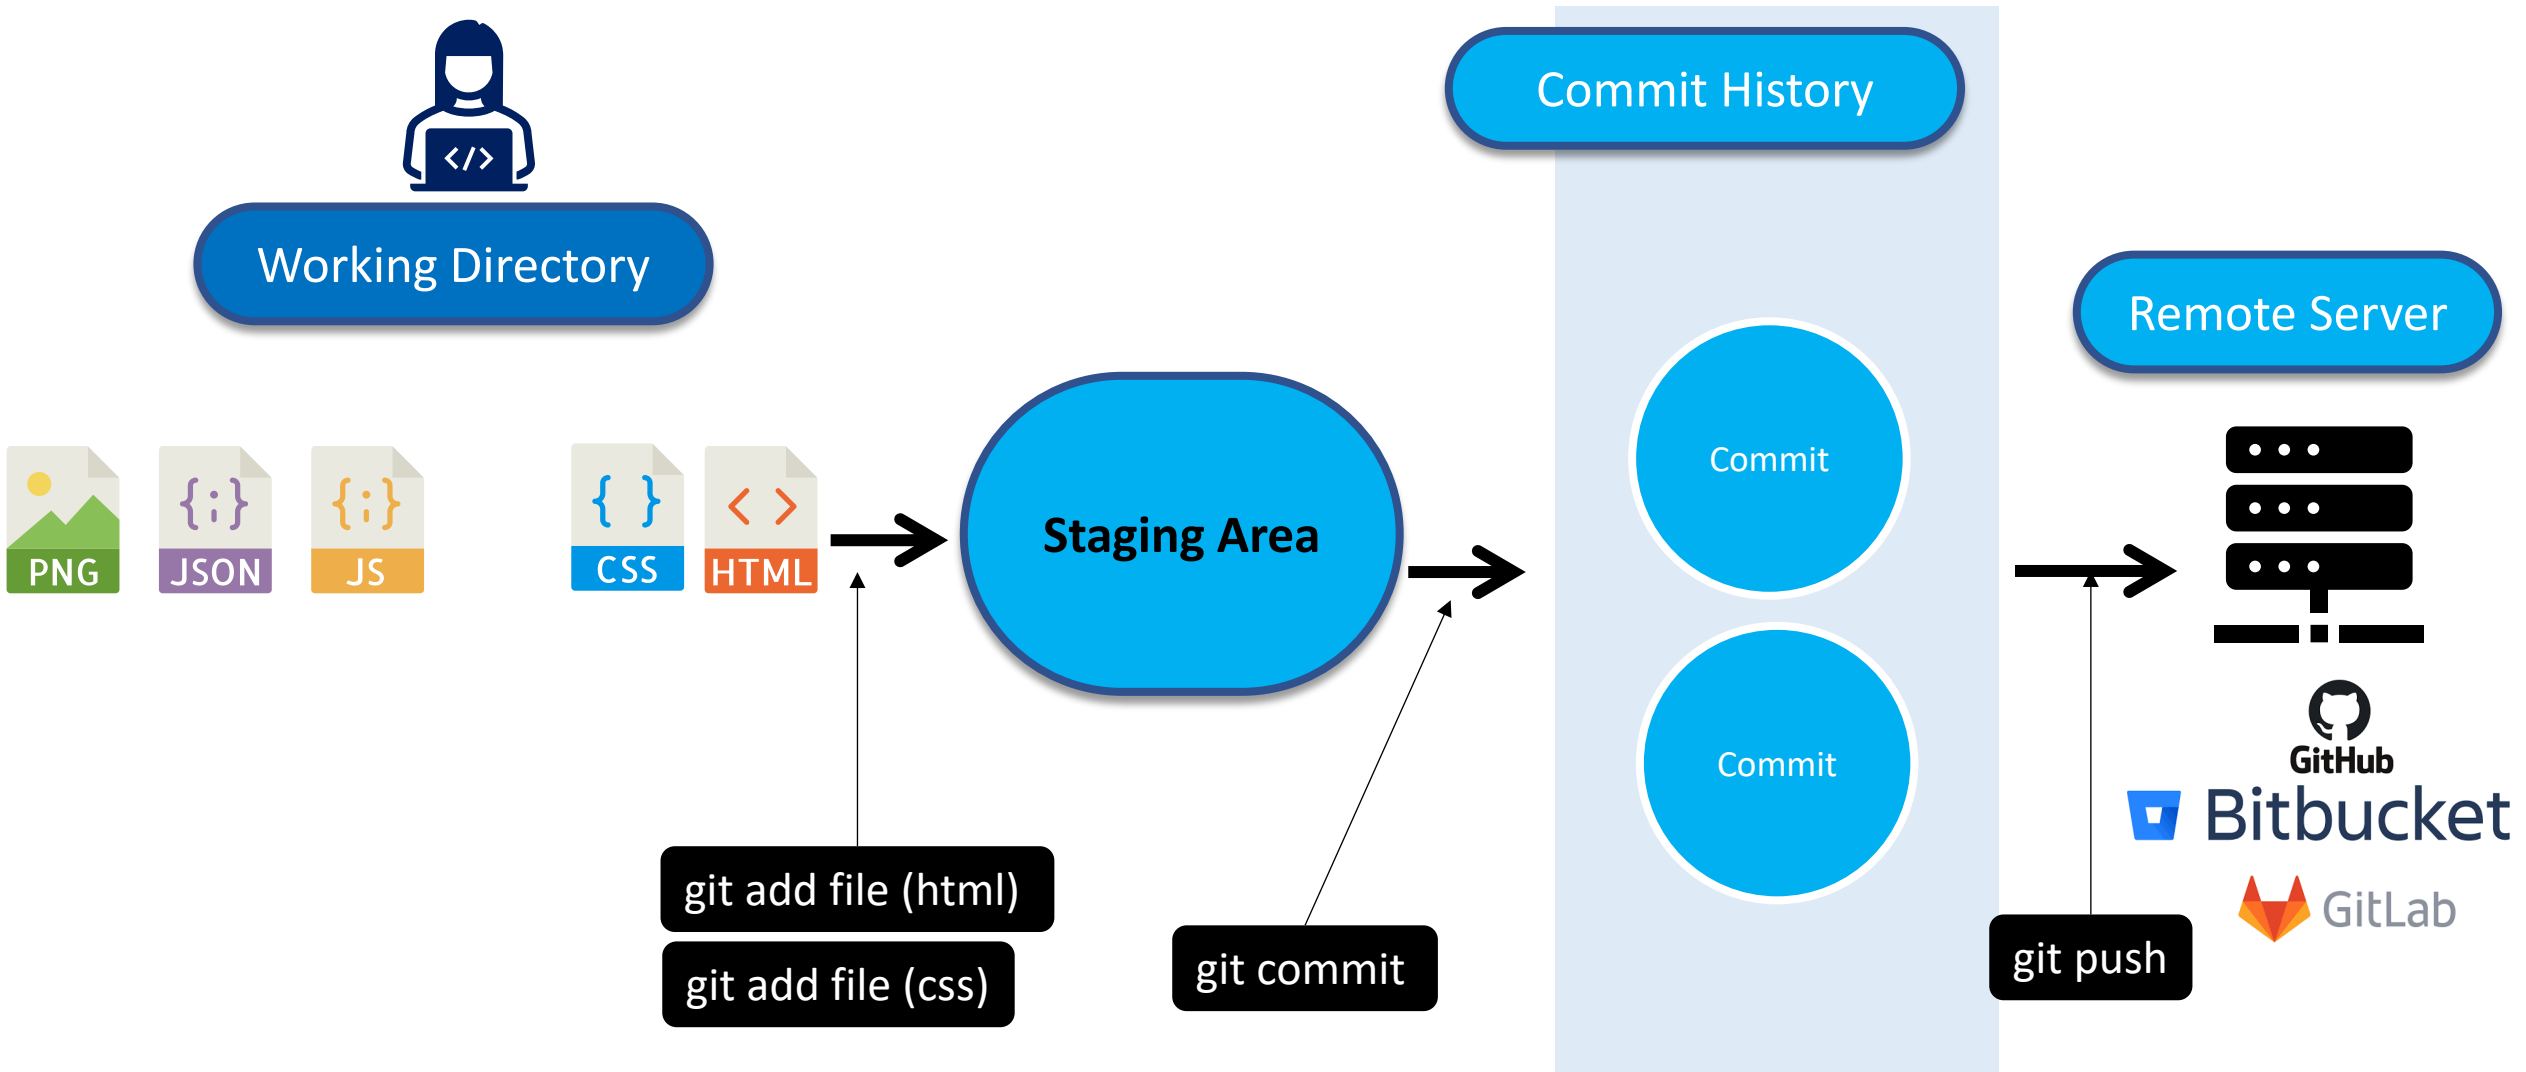 Commit History
Working Directory
Remote Server
</>
PNG
{;}
JSON
{;}
JS
{ }
CSS
< >
HTML
Staging Area
Commit
Commit
GitHub
Bitbucket
GitLab
git add file (html)
git add file (css)
git commit
git push